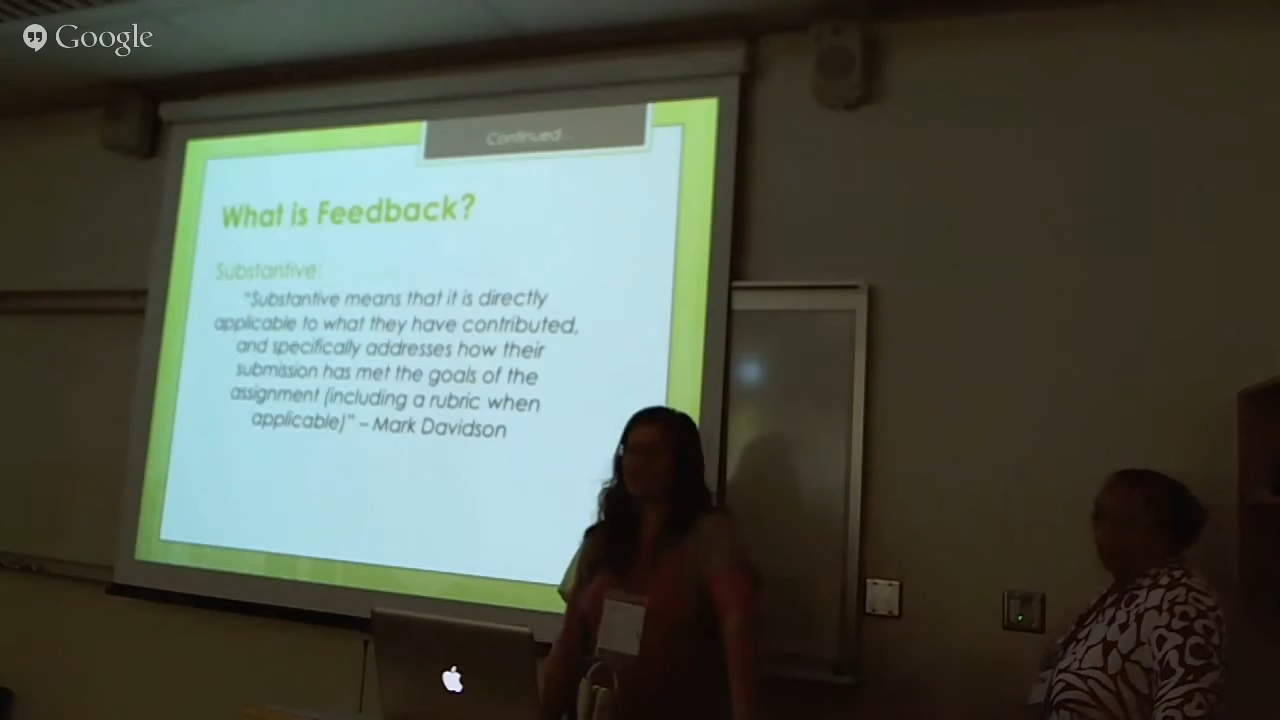 Google
Continued...
What is Feedback?
Substantive:
"Substantive means that it is directly
applicable to what they have contributed,
and specifically addresses how their
submission has met the goals of the
assignment (including a rubric when
applicable)" – Mark Davidson